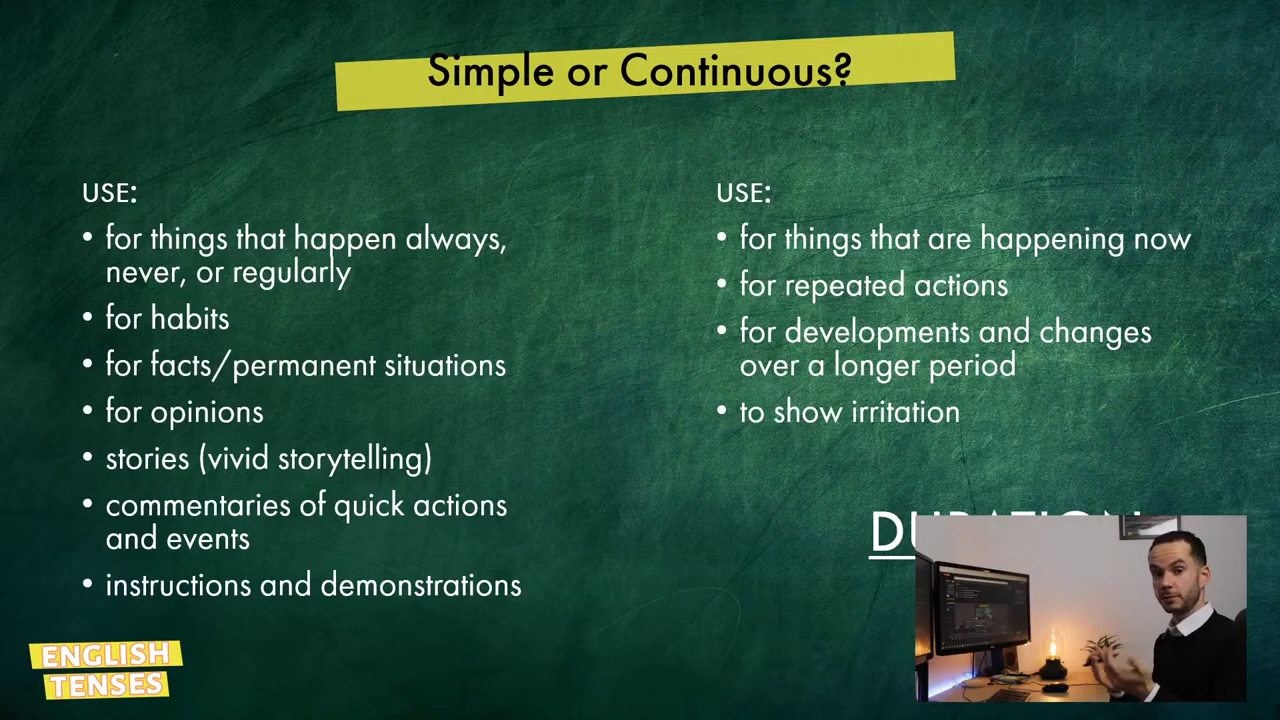 Simple or Continuous?
USE:
• for things that happen always,
never, or regularly
• for habits
• for facts/permanent situations
• for opinions
• stories (vivid storytelling)
• commentaries of quick actions
and events
• instructions and demonstrations
USE:
• for things that are happening now
• for repeated actions
• for developments and changes
over a longer period
• to show irritation
DURATION
ENGLISH
TENSES